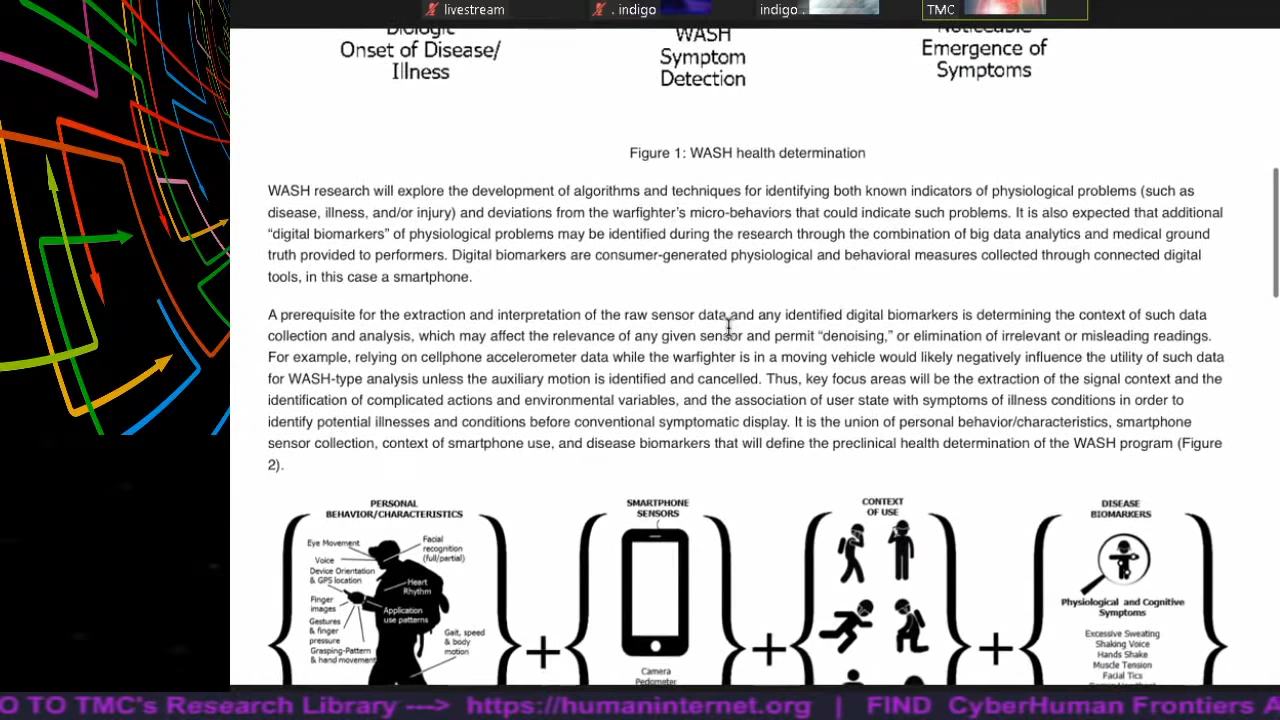 livestream
. indigo
indigo .
TMC
Biologic
Onset of Disease/
Illness
WASH
Symptom
Detection
Noticeable
Emergence of
Symptoms
Figure 1: WASH health determination
WASH research will explore the development of algorithms and techniques for identifying both known indicators of physiological problems (such as
disease, illness, and/or injury) and deviations from the warfighter's micro-behaviors that could indicate such problems. It is also expected that additional
“digital biomarkers” of physiological problems may be identified during the research through the combination of big data analytics and medical ground
truth provided to performers. Digital biomarkers are consumer-generated physiological and behavioral measures collected through connected digital
tools, in this case a smartphone.
A prerequisite for the extraction and interpretation of the raw sensor data and any identified digital biomarkers is determining the context of such data
collection and analysis, which may affect the relevance of any given sensor and permit “denoising,” or elimination of irrelevant or misleading readings.
For example, relying on cellphone accelerometer data while the warfighter is in a moving vehicle would likely negatively influence the utility of such data
for WASH-type analysis unless the auxiliary motion is identified and cancelled. Thus, key focus areas will be the extraction of the signal context and the
identification of complicated actions and environmental variables, and the association of user state with symptoms of illness conditions in order to
identify potential illnesses and conditions before conventional symptomatic display. It is the union of personal behavior/characteristics, smartphone
sensor collection, context of smartphone use, and disease biomarkers that will define the preclinical health determination of the WASH program (Figure
2).
PERSONAL
BEHAVIOR/CHARACTERISTICS
Eye Movement
Voice
Device Orientation
& GPS location
Finger
images
Gestures
& finger
pressure
Grasping-Pattern
& hand movement
Facial
recognition
(full/partial)
Heart
Rhythm
Application
use patterns
Gait, speed
& body
motion
+
SMARTPHONE
SENSORS
Camera
Pedometer
+
CONTEXT
OF USE
+
DISEASE
BIOMARKERS
Physiological and Cognitive
Symptoms
Excessive Sweating
Shaking Voice
Hands Shake
Muscle Tension
Facial Tics
O TO TMC's Research Library ---> https://humaninternet.org | FIND CyberHuman Frontiers A